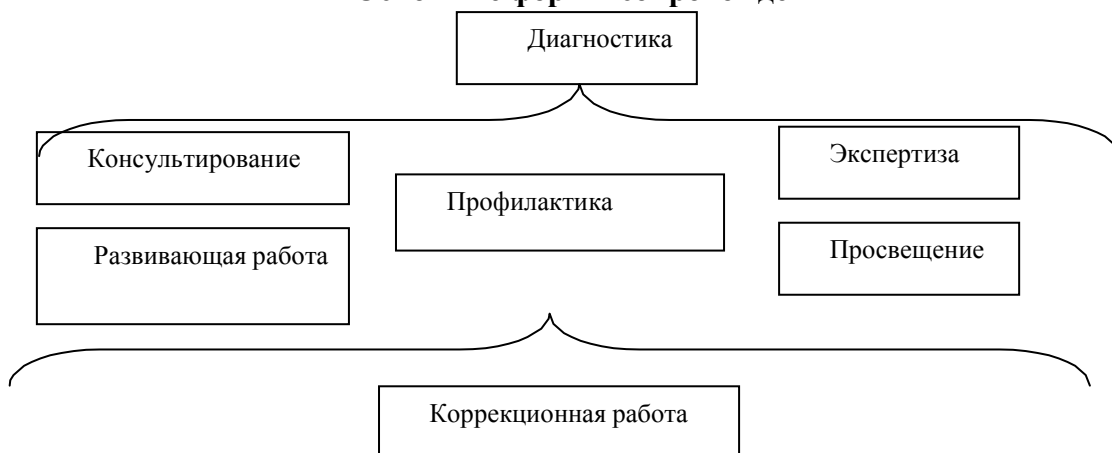 Диагностика
Консультирование
Экспертиза
Профилактика
Развивающая работа
Просвещение
Коррекционная работа